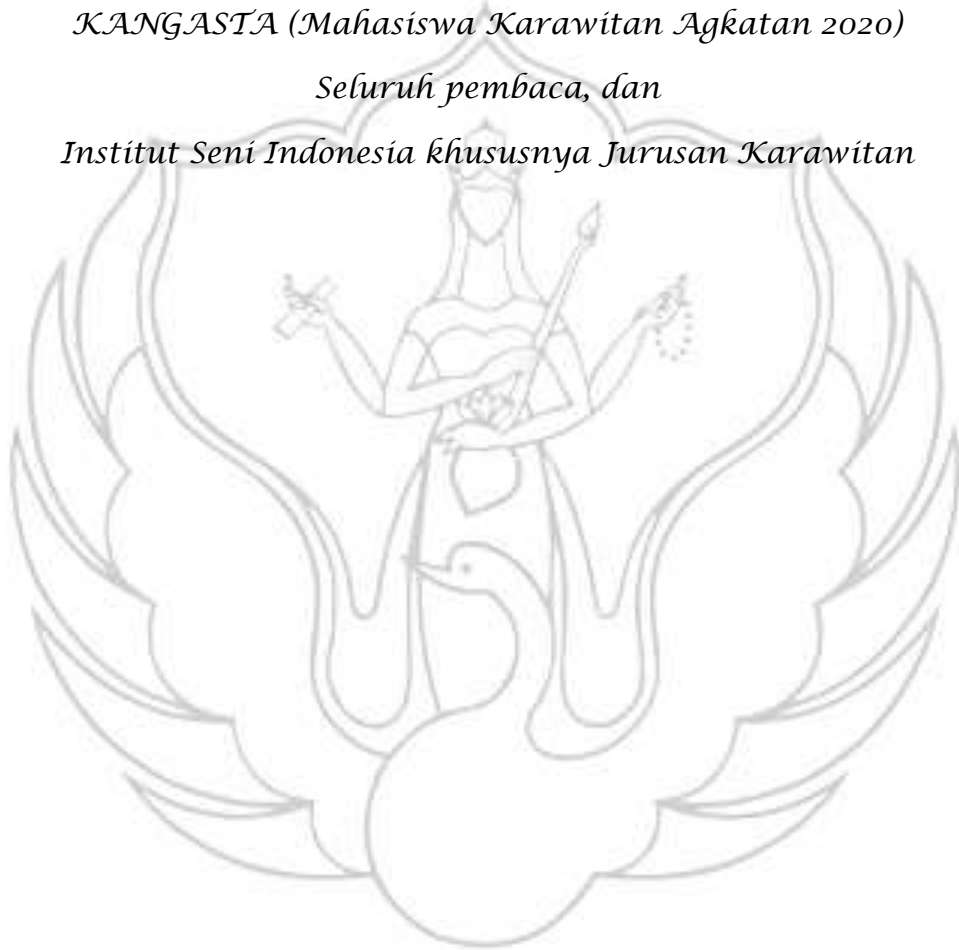 KANGASTA (Mahasiswa Karawitan Agkatan 2020)
Seluruh pembaca, dan
Institut Seni Indonesia khususnya Jurusan Karawitan